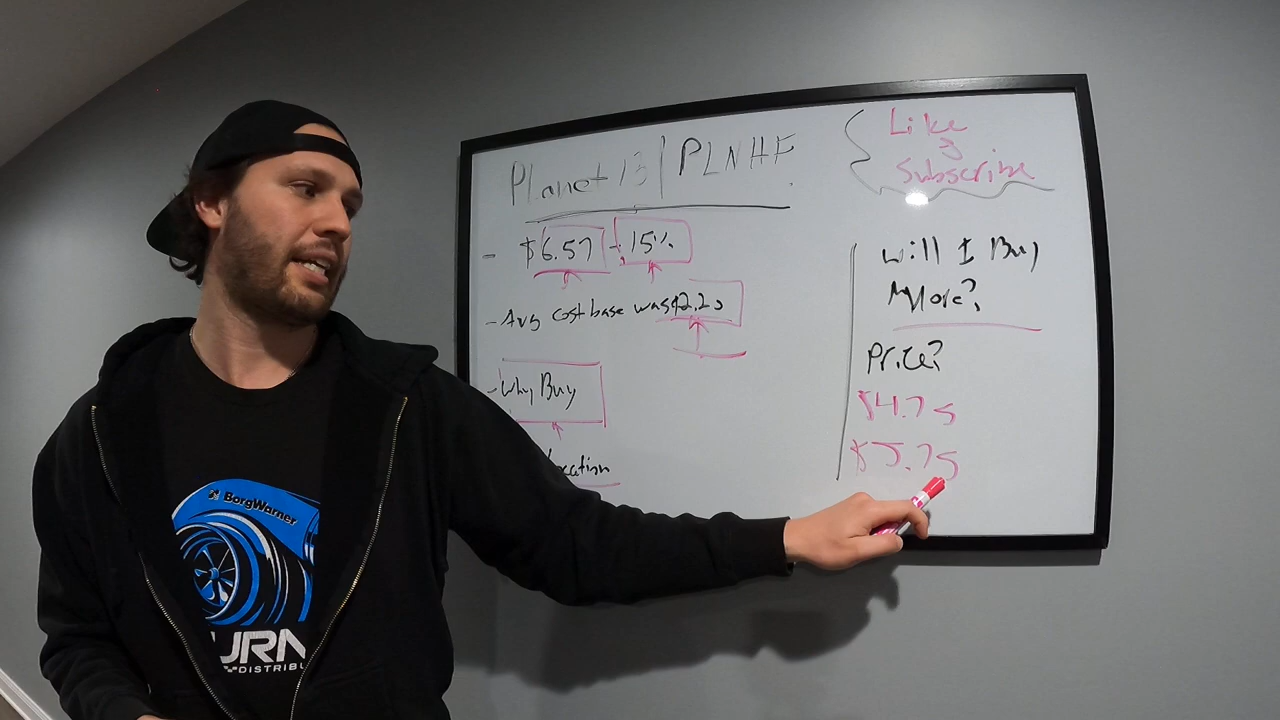 Planet 13 | PLNHF
Like
&
Subscribe
- $6.57 -15%
- Avg cost base was $2.20
- Why Buy
Will I Buy
More?
Price?
$4.75
$5.75
BorgWarner
DISTRIBU